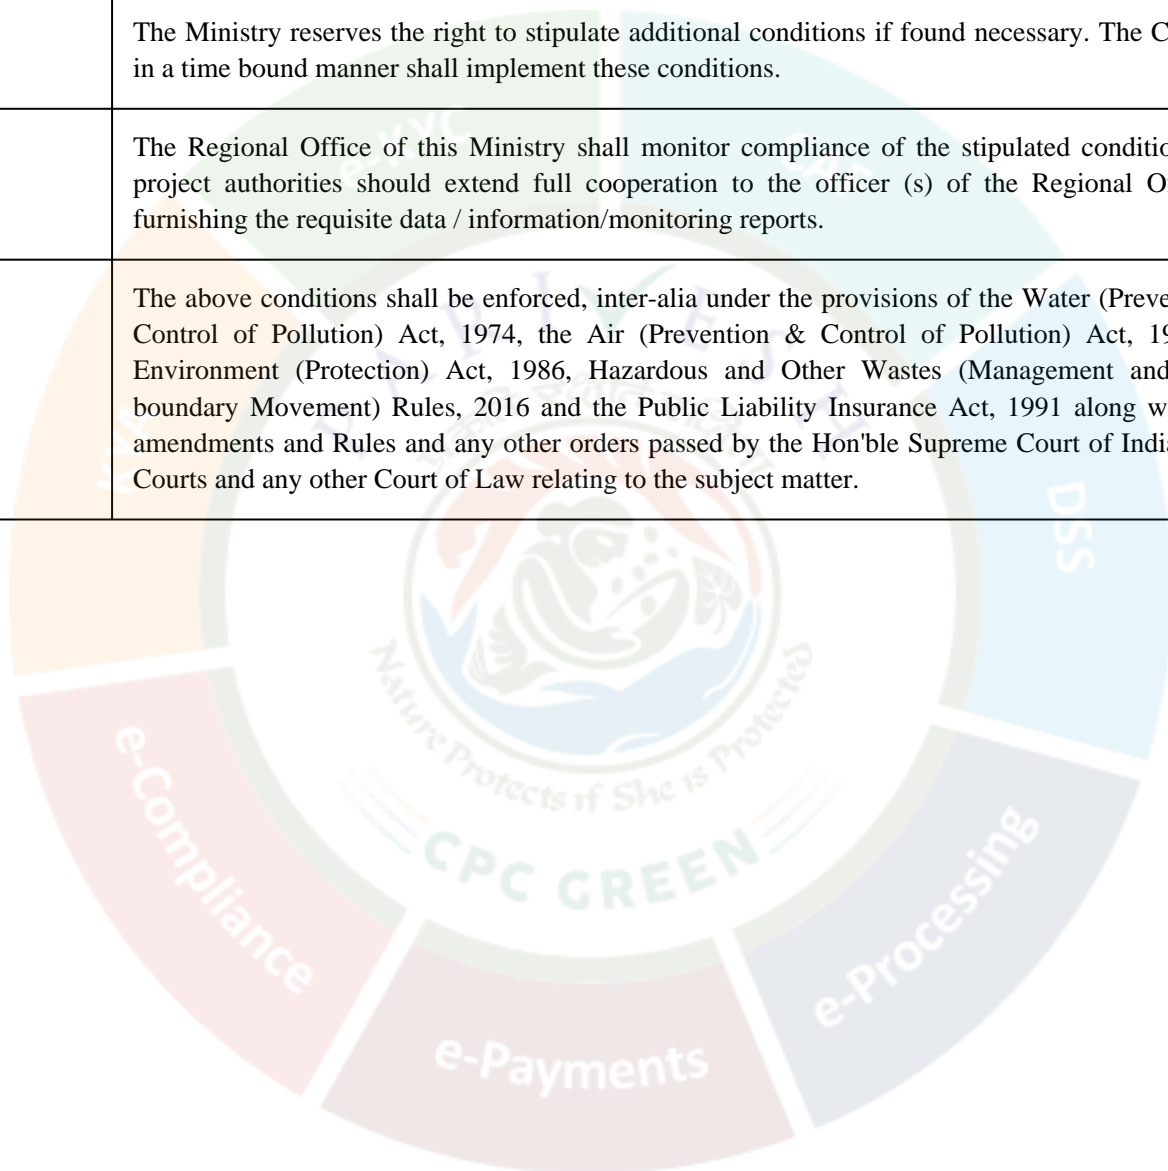 The Ministry reserves the right to stipulate additional conditions if found necessary. The C
in a time bound manner shall implement these conditions.
The Regional Office of this Ministry shall monitor compliance of the stipulated conditio
project authorities should extend full cooperation to the officer (s) of the Regional O
furnishing the requisite data / information/monitoring reports.
The above conditions shall be enforced, inter-alia under the provisions of the Water (Preve
Control of Pollution) Act, 1974, the Air (Prevention & Control of Pollution) Act, 19
Environment (Protection) Act, 1986, Hazardous and Other Wastes (Management and
boundary Movement) Rules, 2016 and the Public Liability Insurance Act, 1991 along w
amendments and Rules and any other orders passed by the Hon'ble Supreme Court of India
Courts and any other Court of Law relating to the subject matter.
e-KYC
CAF
KYA
DSS
PARIVESH
Nature Protects if She is Protected
CPC GREEN
e-Compliance
e-Processing
e-Payments